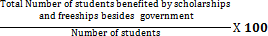 Total Number of students benefited by scholarships
and freeships besides government
Number of students
X 100